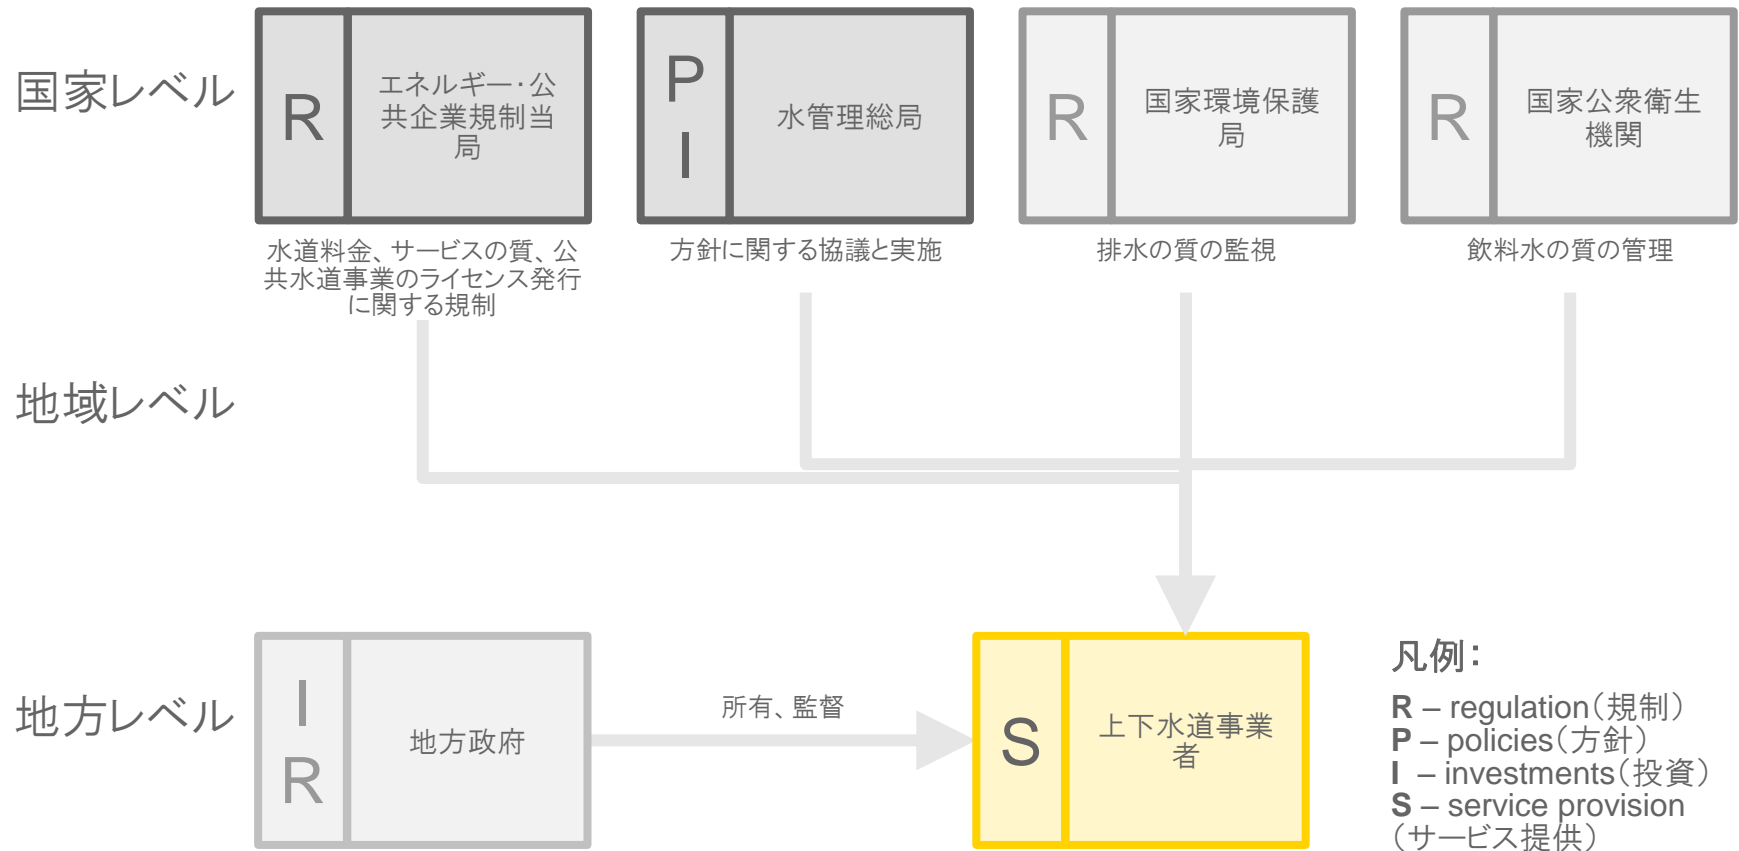 国家レベル
R
エネルギー・公
共企業規制当
局
P
I
水管理総局
R
国家環境保護
局
R
国家公衆衛生
機関
水道料金、サービスの質、公
共水道事業のライセンス発行
に関する規制
方針に関する協議と実施
排水の質の監視
飲料水の質の管理
地域レベル
地方レベル
I
R
地方政府
所有、監督
S
上下水道事業
者
凡例：
R – regulation（規制）
P – policies（方針）
I – investments（投資）
S – service provision
（サービス提供）